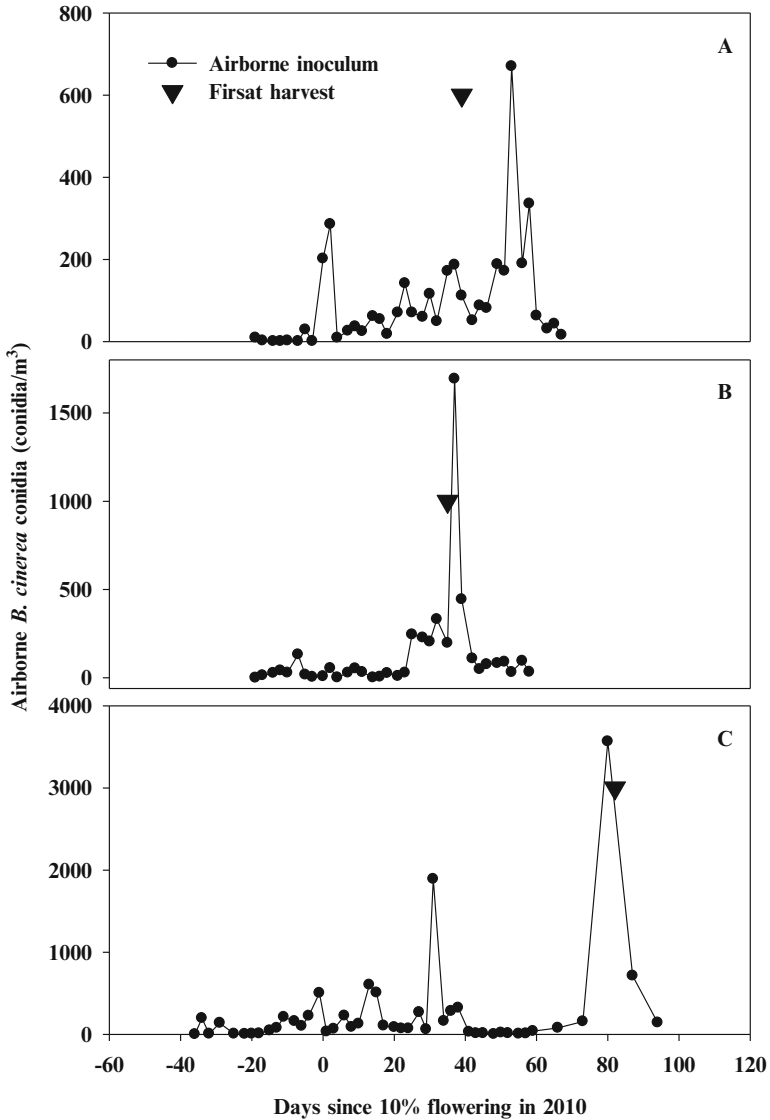 800
A
Airborne inoculum
Firsat harvest
600
400
200
0
B
1500
1000
500
0
4000
C
3000
2000
1000
0
-60 -40 -20 0 20 40 60 80 100 120
Days since 10% flowering in 2010
Airborne B. cinerea conidia (conidia/m³)